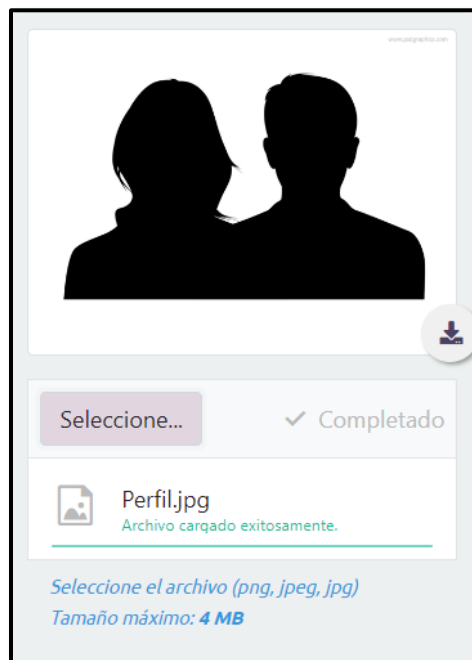 Seleccione...
Completado
Perfil.jpg
Archivo cargado exitosamente.
Seleccione el archivo (png, jpeg, jpg)
Tamaño máximo: 4 MB